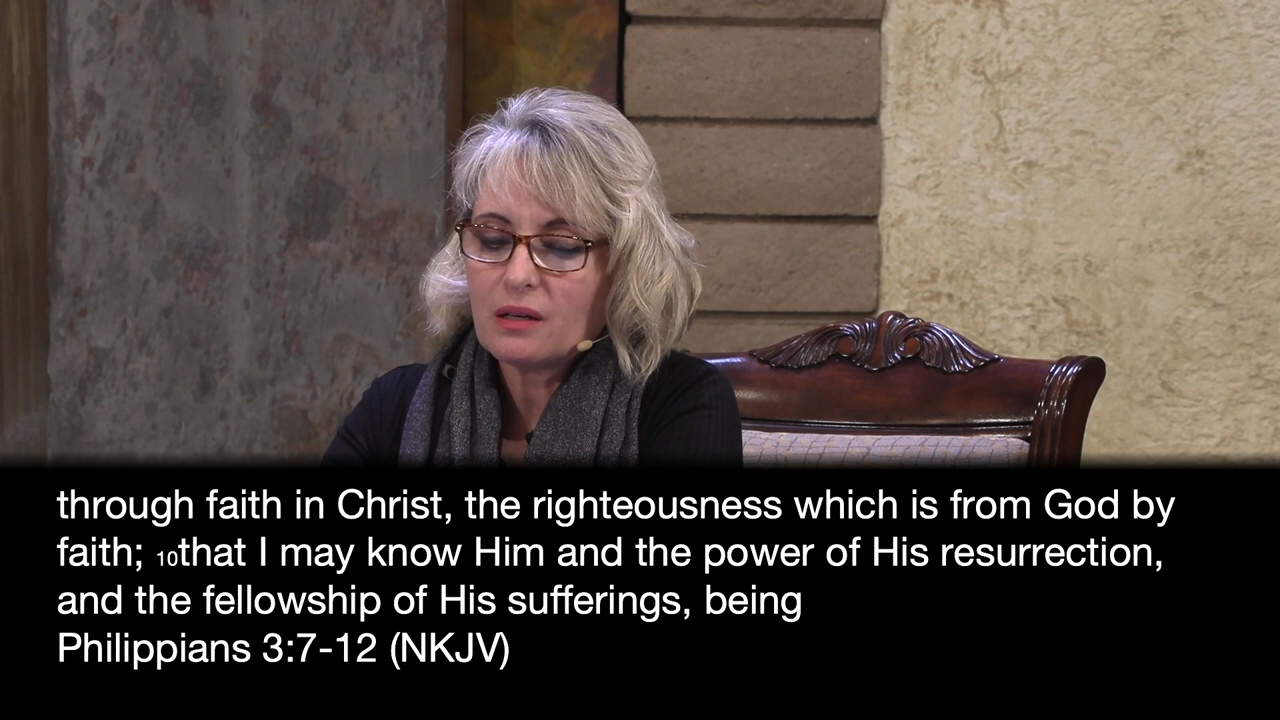 through faith in Christ, the righteousness which is from God by
faith; 10that I may know Him and the power of His resurrection,
and the fellowship of His sufferings, being
Philippians 3:7-12 (NKJV)